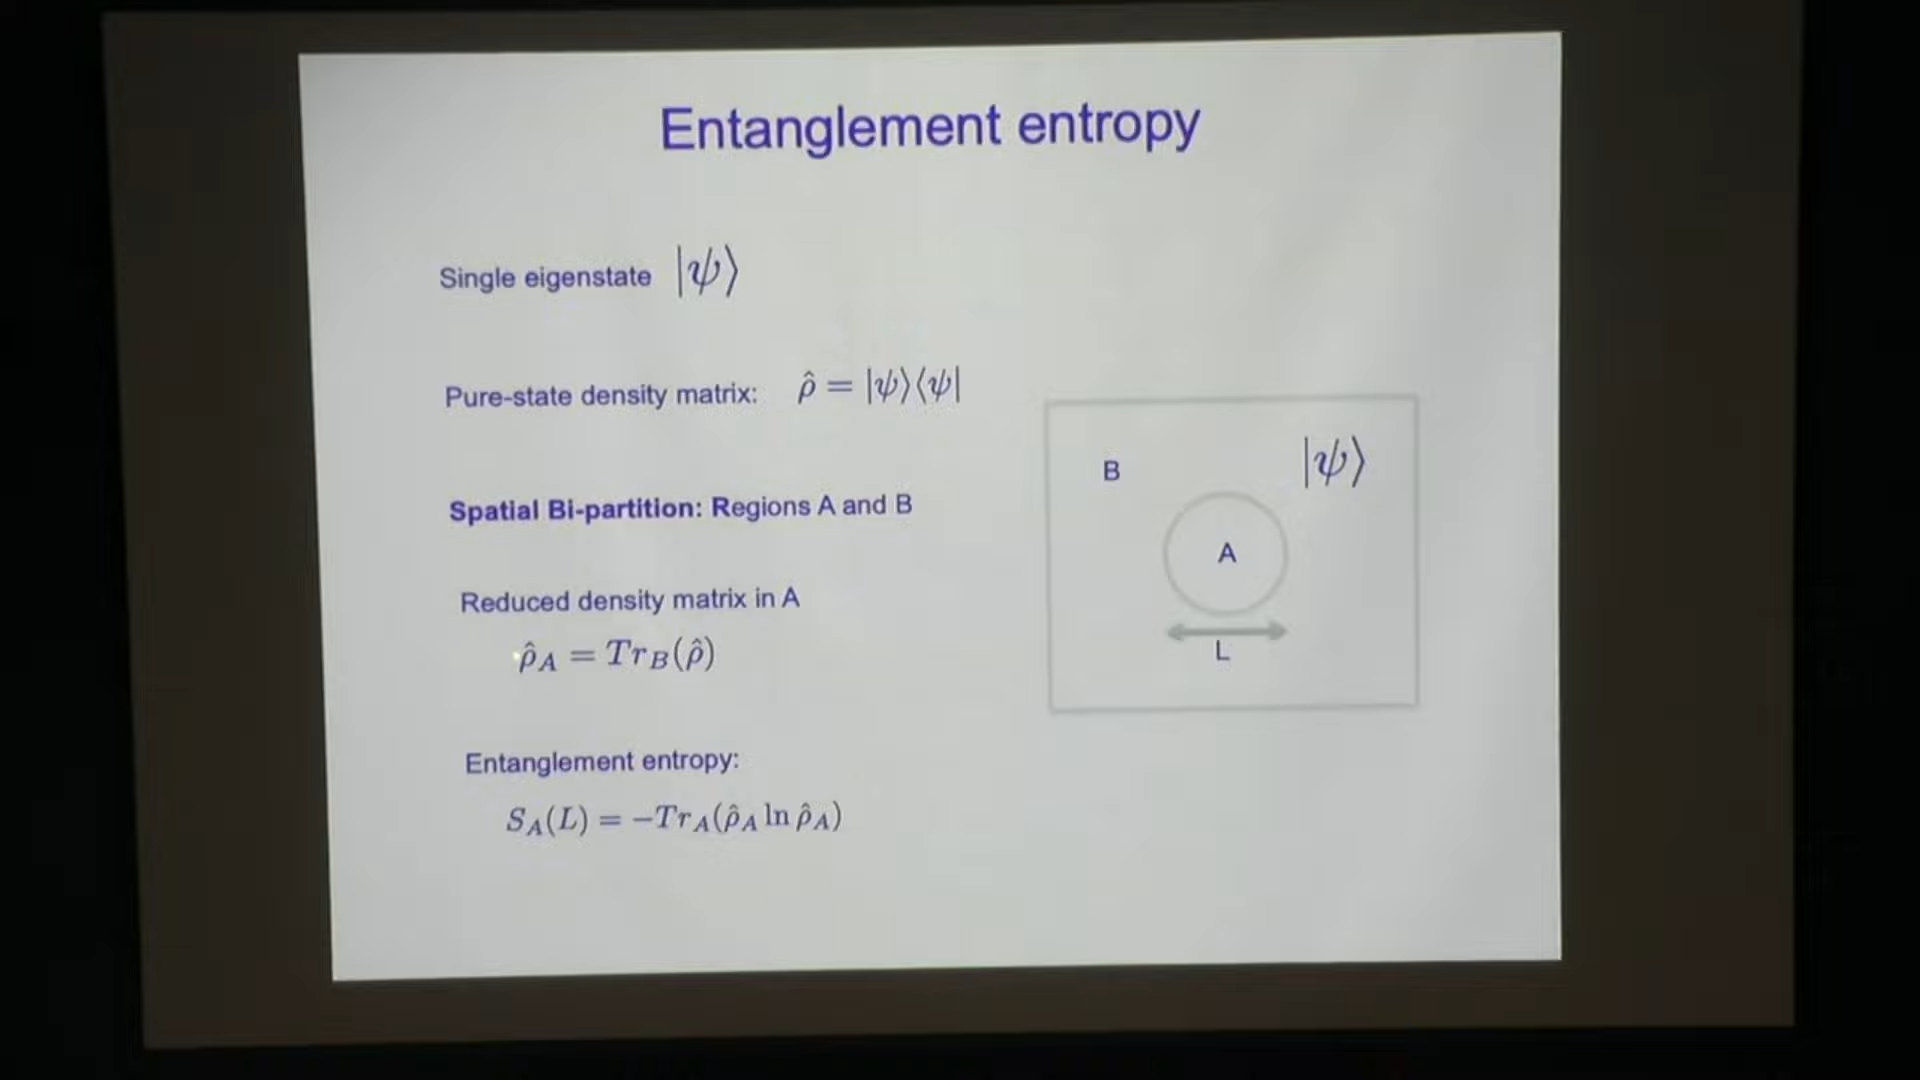 Entanglement entropy
Single eigenstate |ψ⟩
Pure-state density matrix: ρ̂ = |ψ⟩⟨ψ|
Spatial Bi-partition: Regions A and B
Reduced density matrix in A
ρ̂_A = Tr_B(ρ̂)
Entanglement entropy:
S_A(L) = −Tr_A(ρ̂_A ln ρ̂_A)
B |ψ⟩
A
L